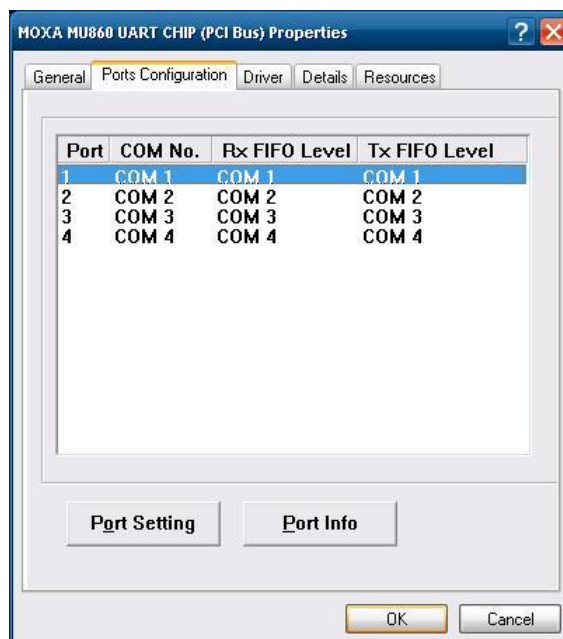 MOXA MU860 UART CHIP (PCI Bus) Properties
General Ports Configuration Driver Details Resources
Port COM No. Rx FIFO Level Tx FIFO Level
1 COM 1 COM 1 COM 1
2 COM 2 COM 2 COM 2
3 COM 3 COM 3 COM 3
4 COM 4 COM 4 COM 4
Port Setting Port Info
OK Cancel